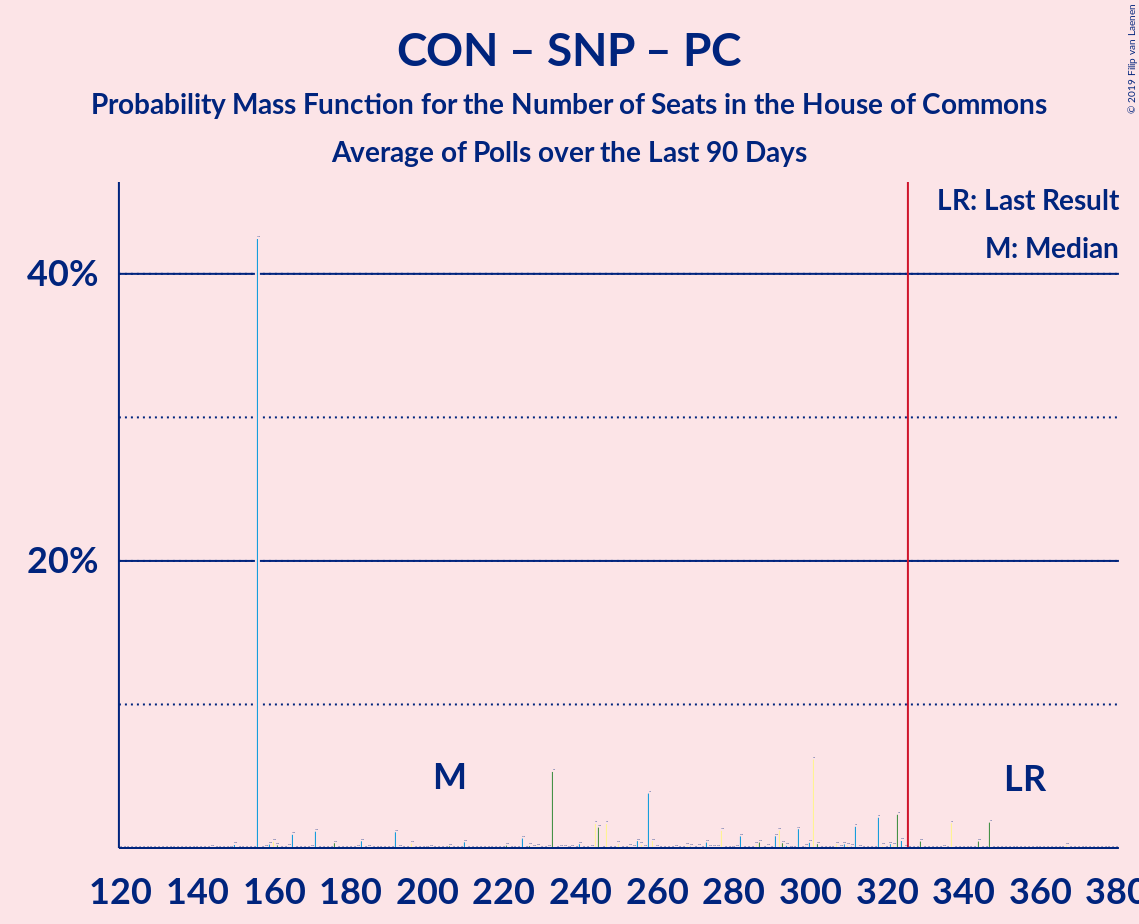 CON – SNP – PC
Probability Mass Function for the Number of Seats in the House of Commons
Average of Polls over the Last 90 Days
© 2019 Filip van Laenen
LR: Last Result
M: Median
40%
20%
M
LR
120 140 160 180 200 220 240 260 280 300 320 340 360 380